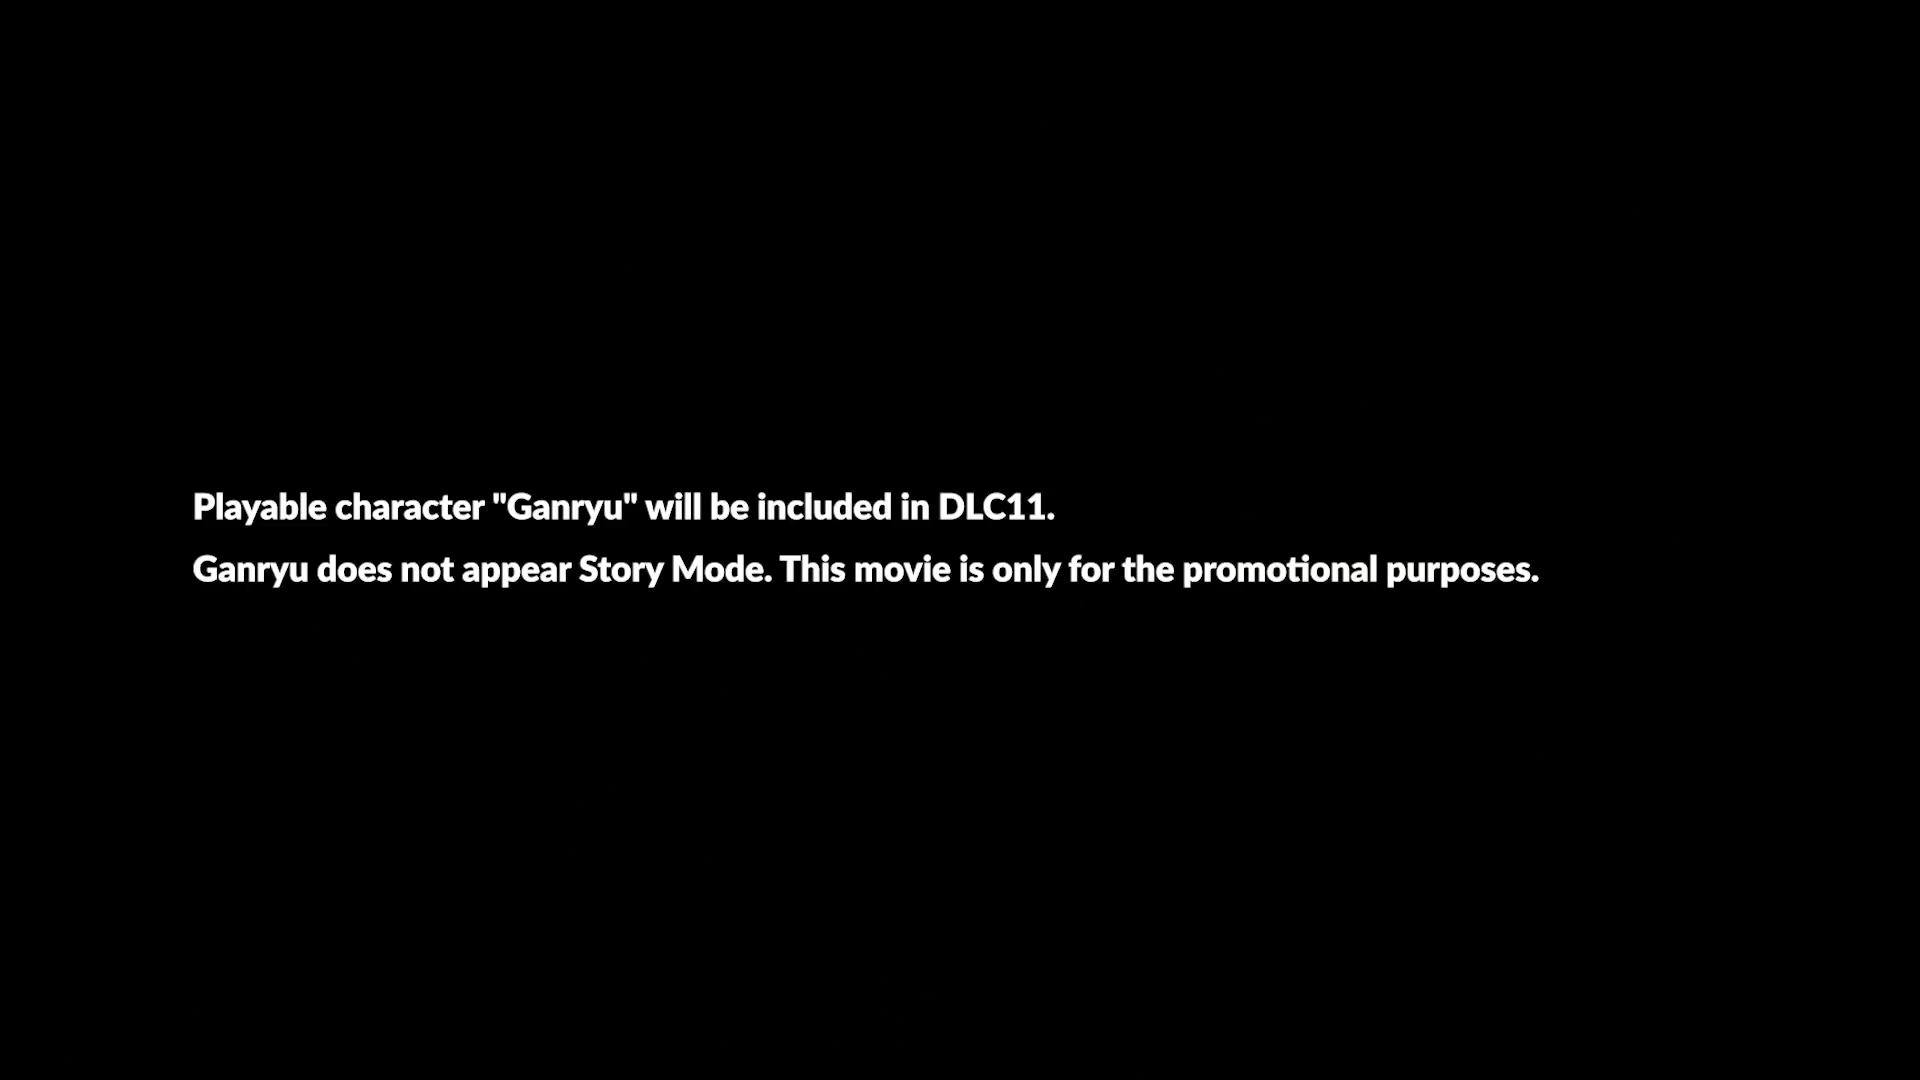 Playable character "Ganryu" will be included in DLC11.
Ganryu does not appear Story Mode. This movie is only for the promotional purposes.